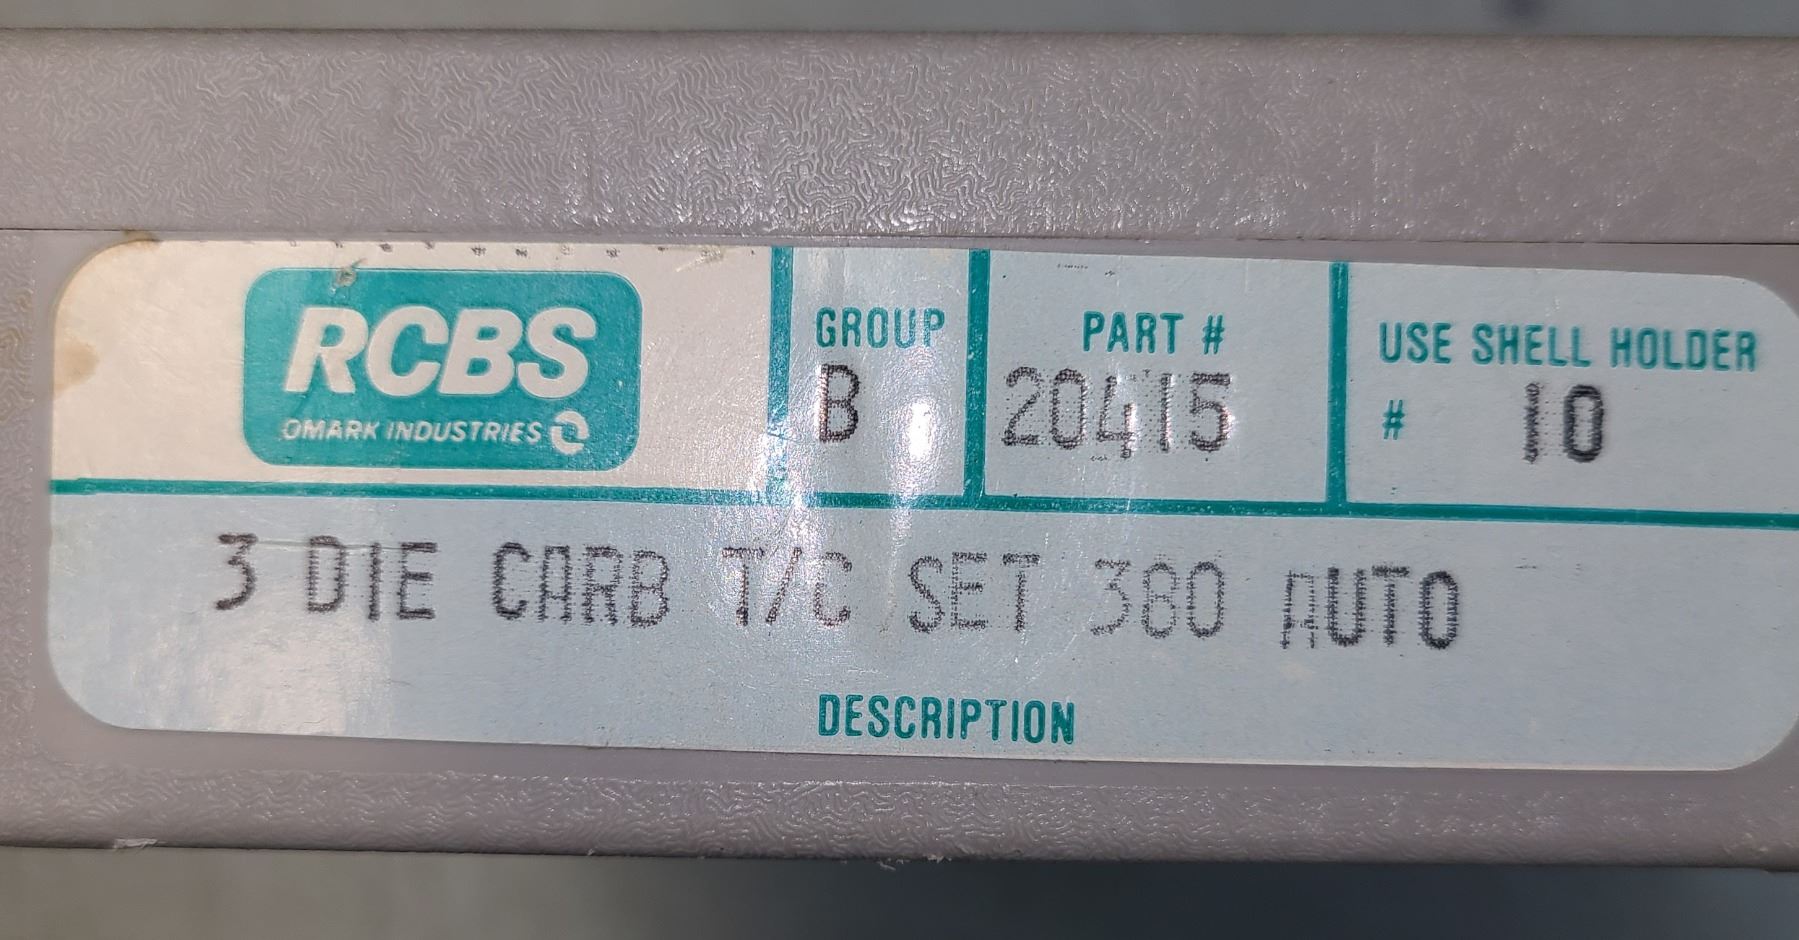 RCBS
OMARK INDUSTRIES
GROUP
B
PART #
20415
USE SHELL HOLDER
# 10
3 DIE CARB T/C SET 380 AUTO
DESCRIPTION